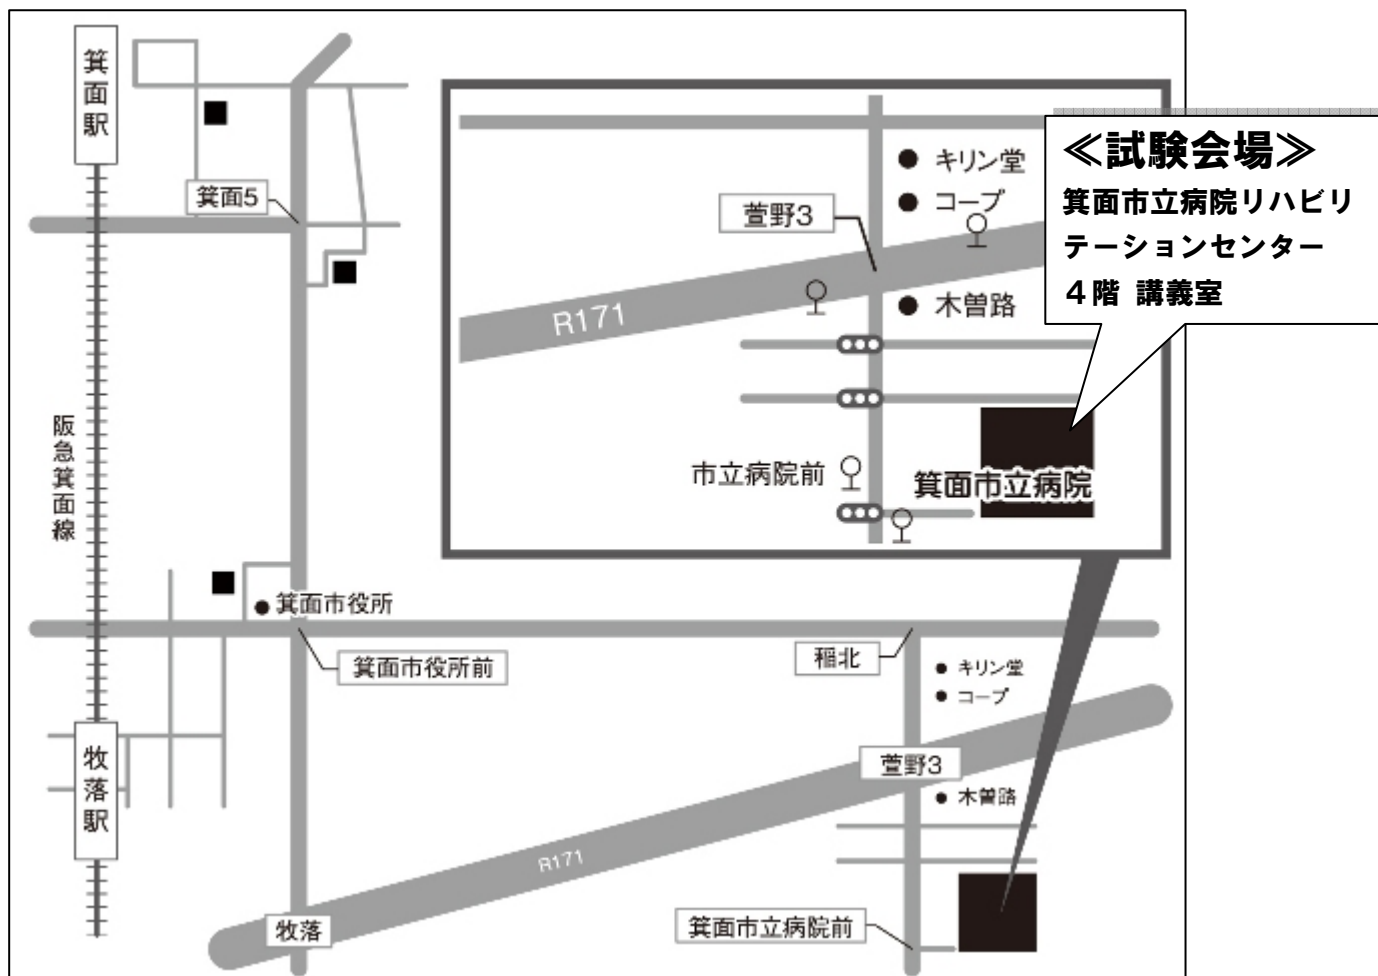 箕面駅
箕面5
阪急箕面線
キリン堂
コープ
萱野3
R171
木曽路
市立病院前
箕面市立病院
≪試験会場≫
箕面市立病院リハビリ
テーションセンター
４階 講義室
箕面市役所
箕面市役所前
稲北
キリン堂
コープ
萱野3
木曽路
牧落駅
R171
牧落
箕面市立病院前